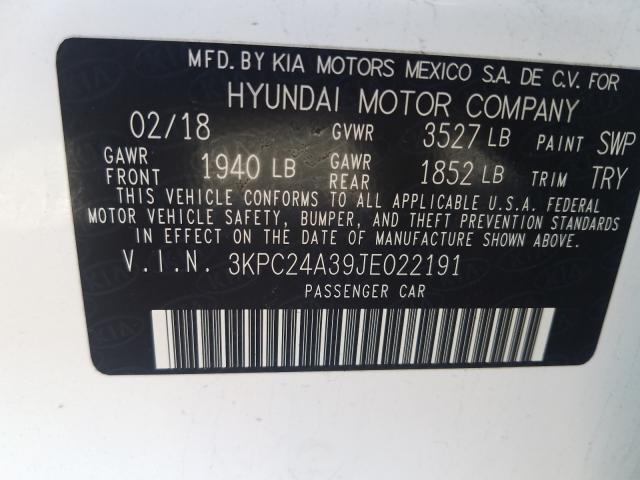 MFD. BY KIA MOTORS MEXICO S.A. DE C.V. FOR
HYUNDAI MOTOR COMPANY
02/18 GVWR 3527 LB PAINT SWP
GAWR FRONT 1940 LB GAWR REAR 1852 LB TRIM TRY
THIS VEHICLE CONFORMS TO ALL APPLICABLE U.S.A. FEDERAL
MOTOR VEHICLE SAFETY, BUMPER, AND THEFT PREVENTION STANDARDS
IN EFFECT ON THE DATE OF MANUFACTURE SHOWN ABOVE.
V.I.N. 3KPC24A39JE022191
PASSENGER CAR